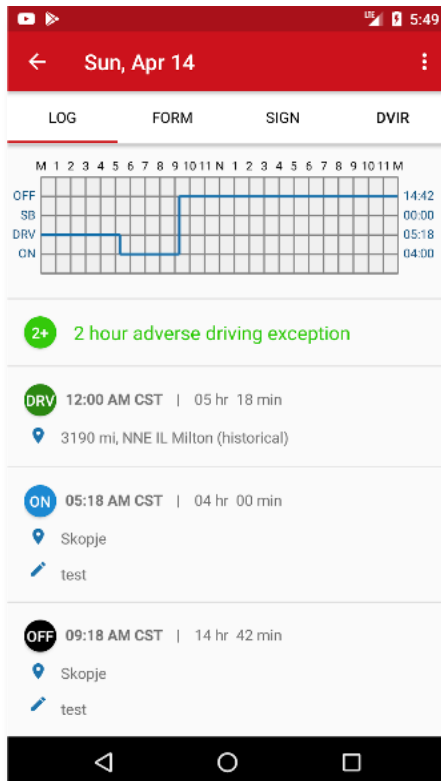 LTE 5:49
Sun, Apr 14
LOG FORM SIGN DVIR
M 1 2 3 4 5 6 7 8 9 10 11 N 1 2 3 4 5 6 7 8 9 10 11 M
OFF 14:42
SB 00:00
DRV 05:18
ON 04:00
2+ 2 hour adverse driving exception
DRV 12:00 AM CST | 05 hr 18 min
3190 mi, NNE IL Milton (historical)
ON 05:18 AM CST | 04 hr 00 min
Skopje
test
OFF 09:18 AM CST | 14 hr 42 min
Skopje
test